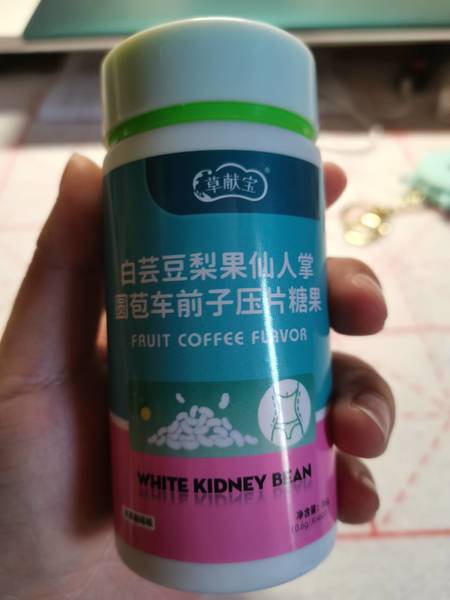 草献宝®
白芸豆梨果仙人掌
圆苞车前子压片糖果
FRUIT COFFEE FLAVOR
WHITE KIDNEY BEAN
净含量: